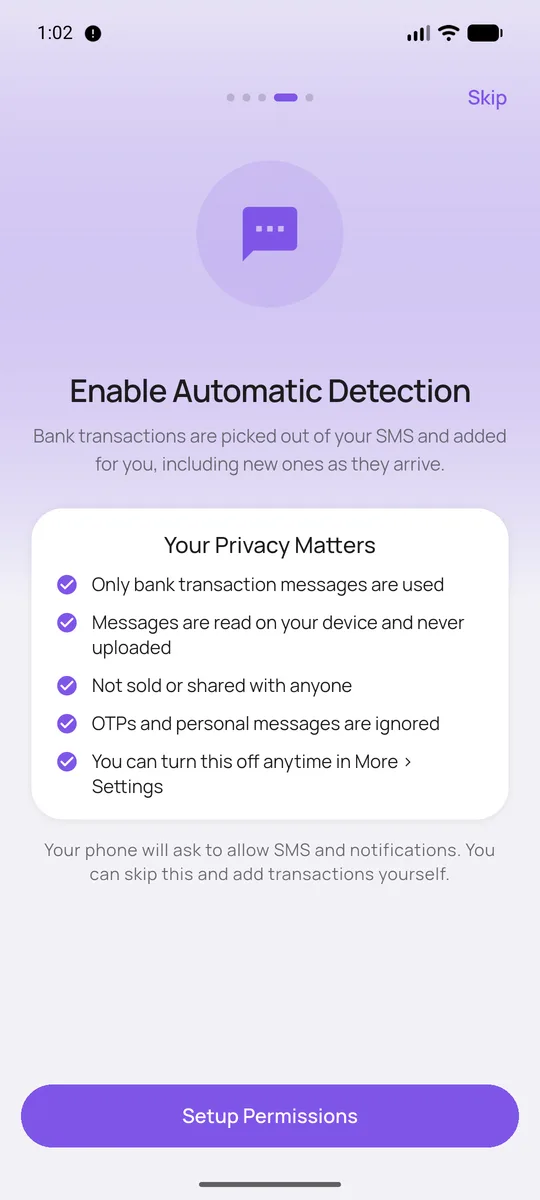 1:02
Skip
Enable Automatic Detection
Bank transactions are picked out of your SMS and added
for you, including new ones as they arrive.
Your Privacy Matters
Only bank transaction messages are used
Messages are read on your device and never
uploaded
Not sold or shared with anyone
OTPs and personal messages are ignored
You can turn this off anytime in More >
Settings
Your phone will ask to allow SMS and notifications. You
can skip this and add transactions yourself.
Setup Permissions